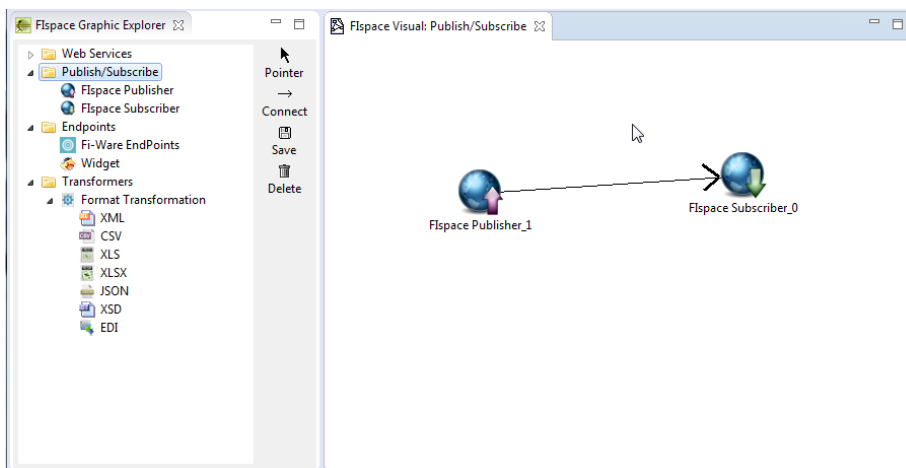 FIspace Graphic Explorer
Web Services
Publish/Subscribe
FIspace Publisher
FIspace Subscriber
Endpoints
Fi-Ware EndPoints
Widget
Transformers
Format Transformation
XML
CSV
XLS
XLSX
JSON
XSD
EDI
Pointer
Connect
Save
Delete
FIspace Visual: Publish/Subscribe
FIspace Publisher_1
FIspace Subscriber_0